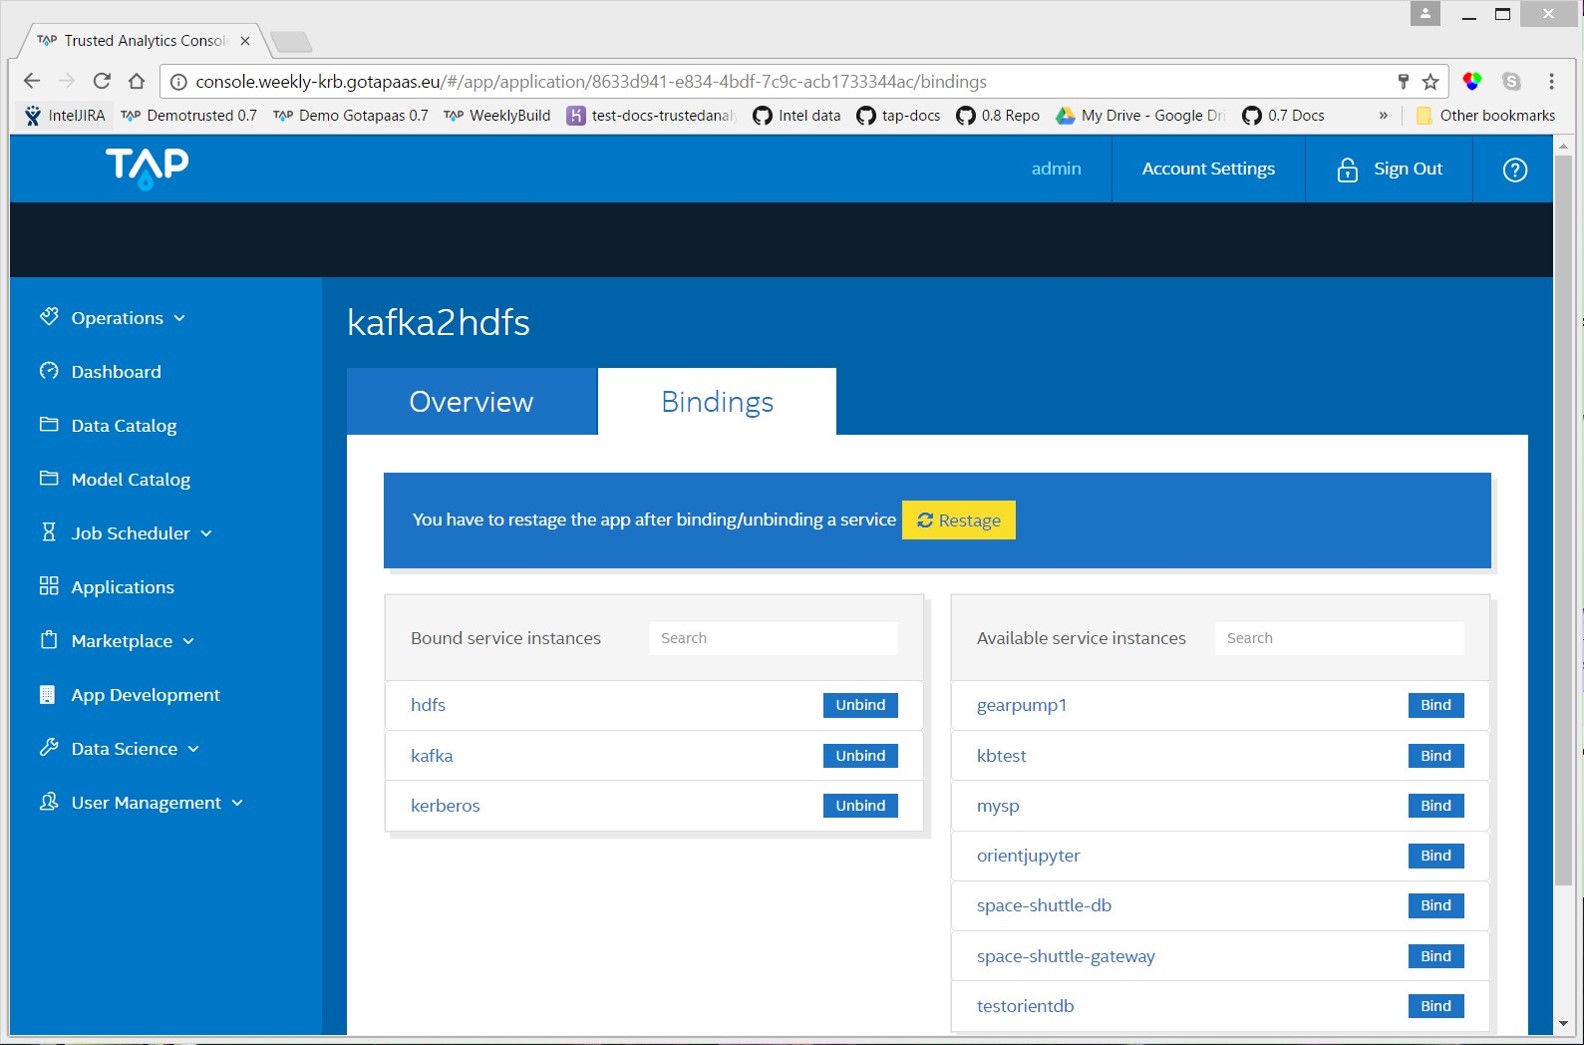 TAP Trusted Analytics Consol
console.weekly-krb.gotapaas.eu/#/app/application/8633d941-e834-4bdf-7c9c-acb1733344ac/bindings
IntelJIRA TAP Demotrusted 0.7 TAP Demo Gotapaas 0.7 TAP WeeklyBuild test-docs-trustedanaly Intel data tap-docs 0.8 Repo My Drive - Google Dri 0.7 Docs » Other bookmarks
TAP
admin Account Settings Sign Out ?
Operations
Dashboard
Data Catalog
Model Catalog
Job Scheduler
Applications
Marketplace
App Development
Data Science
User Management
kafka2hdfs
Overview Bindings
You have to restage the app after binding/unbinding a service Restage
Bound service instances Search
hdfs Unbind
kafka Unbind
kerberos Unbind
Available service instances Search
gearpump1 Bind
kbtest Bind
mysp Bind
orientjupyter Bind
space-shuttle-db Bind
space-shuttle-gateway Bind
testorientdb Bind